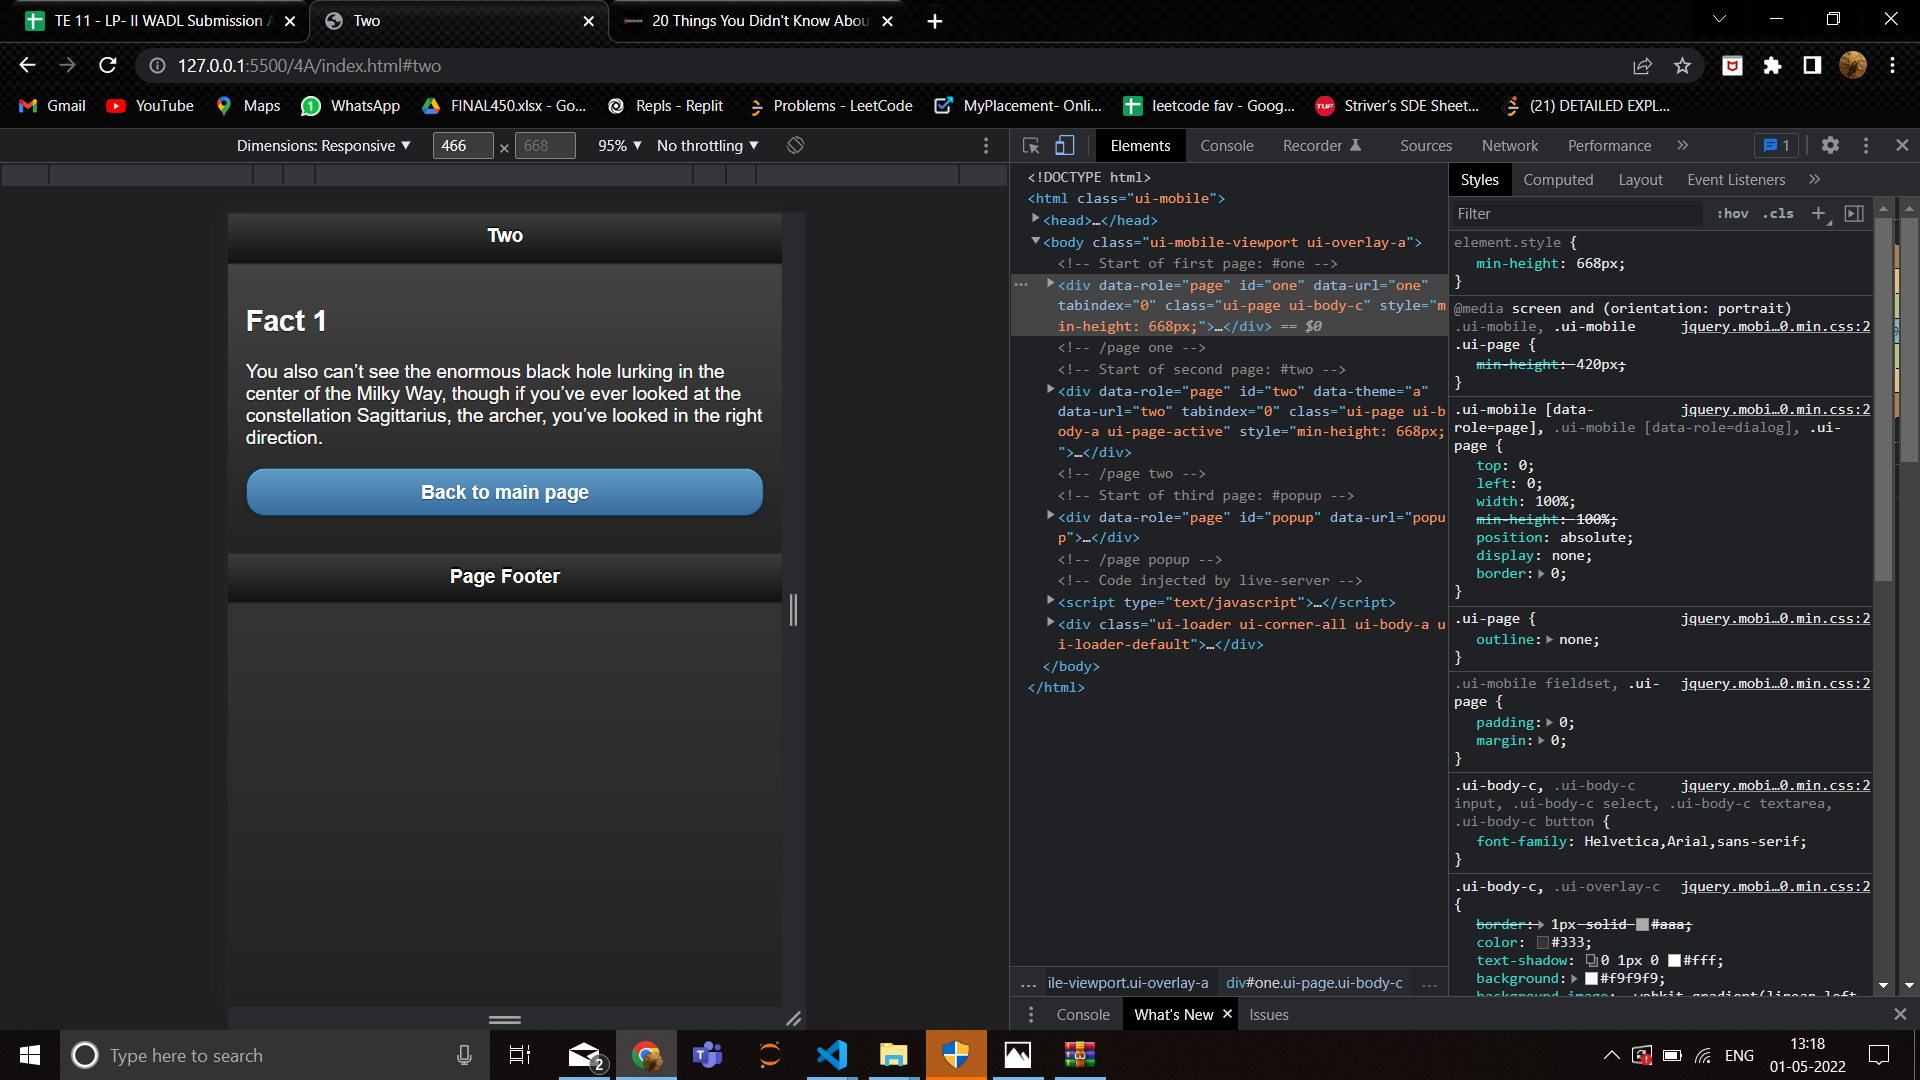 TE 11 - LP- II WADL Submission
Two
20 Things You Didn't Know Abou
127.0.0.1:5500/4A/index.html#two
Gmail
YouTube
Maps
WhatsApp
FINAL450.xlsx - Go...
Repls - Replit
Problems - LeetCode
MyPlacement- Onli...
leetcode fav - Goog...
Striver's SDE Sheet...
(21) DETAILED EXPL...
Dimensions: Responsive ▼ 466 × 668 95% ▼ No throttling ▼
Two
Fact 1
You also can’t see the enormous black hole lurking in the
center of the Milky Way, though if you’ve ever looked at the
constellation Sagittarius, the archer, you’ve looked in the right
direction.
Back to main page
Page Footer
Elements Console Recorder Sources Network Performance » 1
<!DOCTYPE html>
<html class="ui-mobile">
<head>…</head>
<body class="ui-mobile-viewport ui-overlay-a">
<!-- Start of first page: #one -->
<div data-role="page" id="one" data-url="one"
tabindex="0" class="ui-page ui-body-c" style="m
in-height: 668px;">…</div> == $0
<!-- /page one -->
<!-- Start of second page: #two -->
<div data-role="page" id="two" data-theme="a"
data-url="two" tabindex="0" class="ui-page ui-b
ody-a ui-page-active" style="min-height: 668px;
">…</div>
<!-- /page two -->
<!-- Start of third page: #popup -->
<div data-role="page" id="popup" data-url="popu
p">…</div>
<!-- /page popup -->
<!-- Code injected by live-server -->
<script type="text/javascript">…</script>
<div class="ui-loader ui-corner-all ui-body-a u
i-loader-default">…</div>
</body>
</html>
... ile-viewport.ui-overlay-a div#one.ui-page.ui-body-c ...
Styles Computed Layout Event Listeners »
Filter :hov .cls +
element.style {
min-height: 668px;
}
@media screen and (orientation: portrait)
.ui-mobile, .ui-mobile jquery.mobi…0.min.css:2
.ui-page {
min-height: 420px;
}
.ui-mobile [data- jquery.mobi…0.min.css:2
role=page], .ui-mobile [data-role=dialog], .ui-
page {
top: 0;
left: 0;
width: 100%;
min-height: 100%;
position: absolute;
display: none;
border: 0;
}
.ui-page { jquery.mobi…0.min.css:2
outline: none;
}
.ui-mobile fieldset, .ui- jquery.mobi…0.min.css:2
page {
padding: 0;
margin: 0;
}
.ui-body-c, .ui-body-c jquery.mobi…0.min.css:2
input, .ui-body-c select, .ui-body-c textarea,
.ui-body-c button {
font-family: Helvetica,Arial,sans-serif;
}
.ui-body-c, .ui-overlay-c jquery.mobi…0.min.css:2
{
border: 1px solid #aaa;
color: #333;
text-shadow: 0 1px 0 #fff;
background: #f9f9f9;
Console What's New × Issues
Type here to search
2
ENG
13:18
01-05-2022